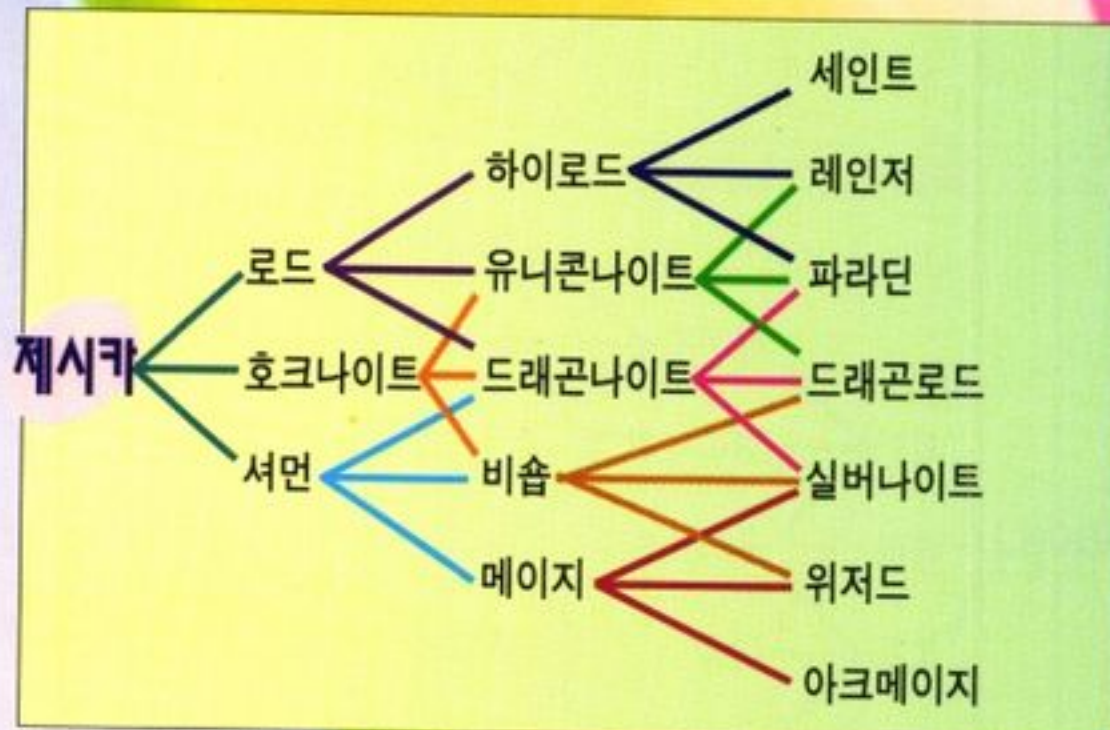 세인트
하이로드
레인저
로드
유니콘나이트
파라딘
제시카
호크나이트
드래곤나이트
드래곤로드
셔먼
비숍
실버나이트
메이지
위저드
아크메이지